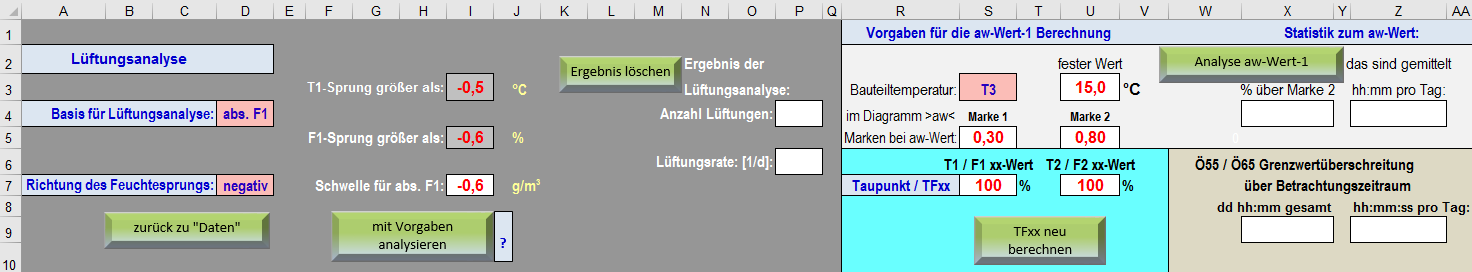 A B C D E F G H I J K L M N O P Q R S T U V W X Y Z AA
1 Vorgaben für die aw-Wert-1 Berechnung Statistik zum aw-Wert:
2 Lüftungsanalyse Ergebnis löschen Ergebnis der fester Wert Analyse aw-Wert-1 das sind gemittelt
3 T1-Sprung größer als: -0,5 °C Lüftungsanalyse: Bauteiltemperatur: T3 15,0 °C % über Marke 2 hh:mm pro Tag:
4 Basis für Lüftungsanalyse: abs. F1 Anzahl Lüftungen: im Diagramm >aw< Marke 1 Marke 2
5 F1-Sprung größer als: -0,6 % Marken bei aw-Wert: 0,30 0,80 0
6 Lüftungsrate: [1/d]: T1 / F1 xx-Wert T2 / F2 xx-Wert Ö55 / Ö65 Grenzwertüberschreitung
7 Richtung des Feuchtesprungs: negativ Schwelle für abs. F1: -0,6 g/m³ Taupunkt / TFxx 100 % 100 % über Betrachtungszeitraum
8 dd hh:mm gesamt hh:mm:ss pro Tag:
9 zurück zu "Daten" mit Vorgaben analysieren ? TFxx neu berechnen
10